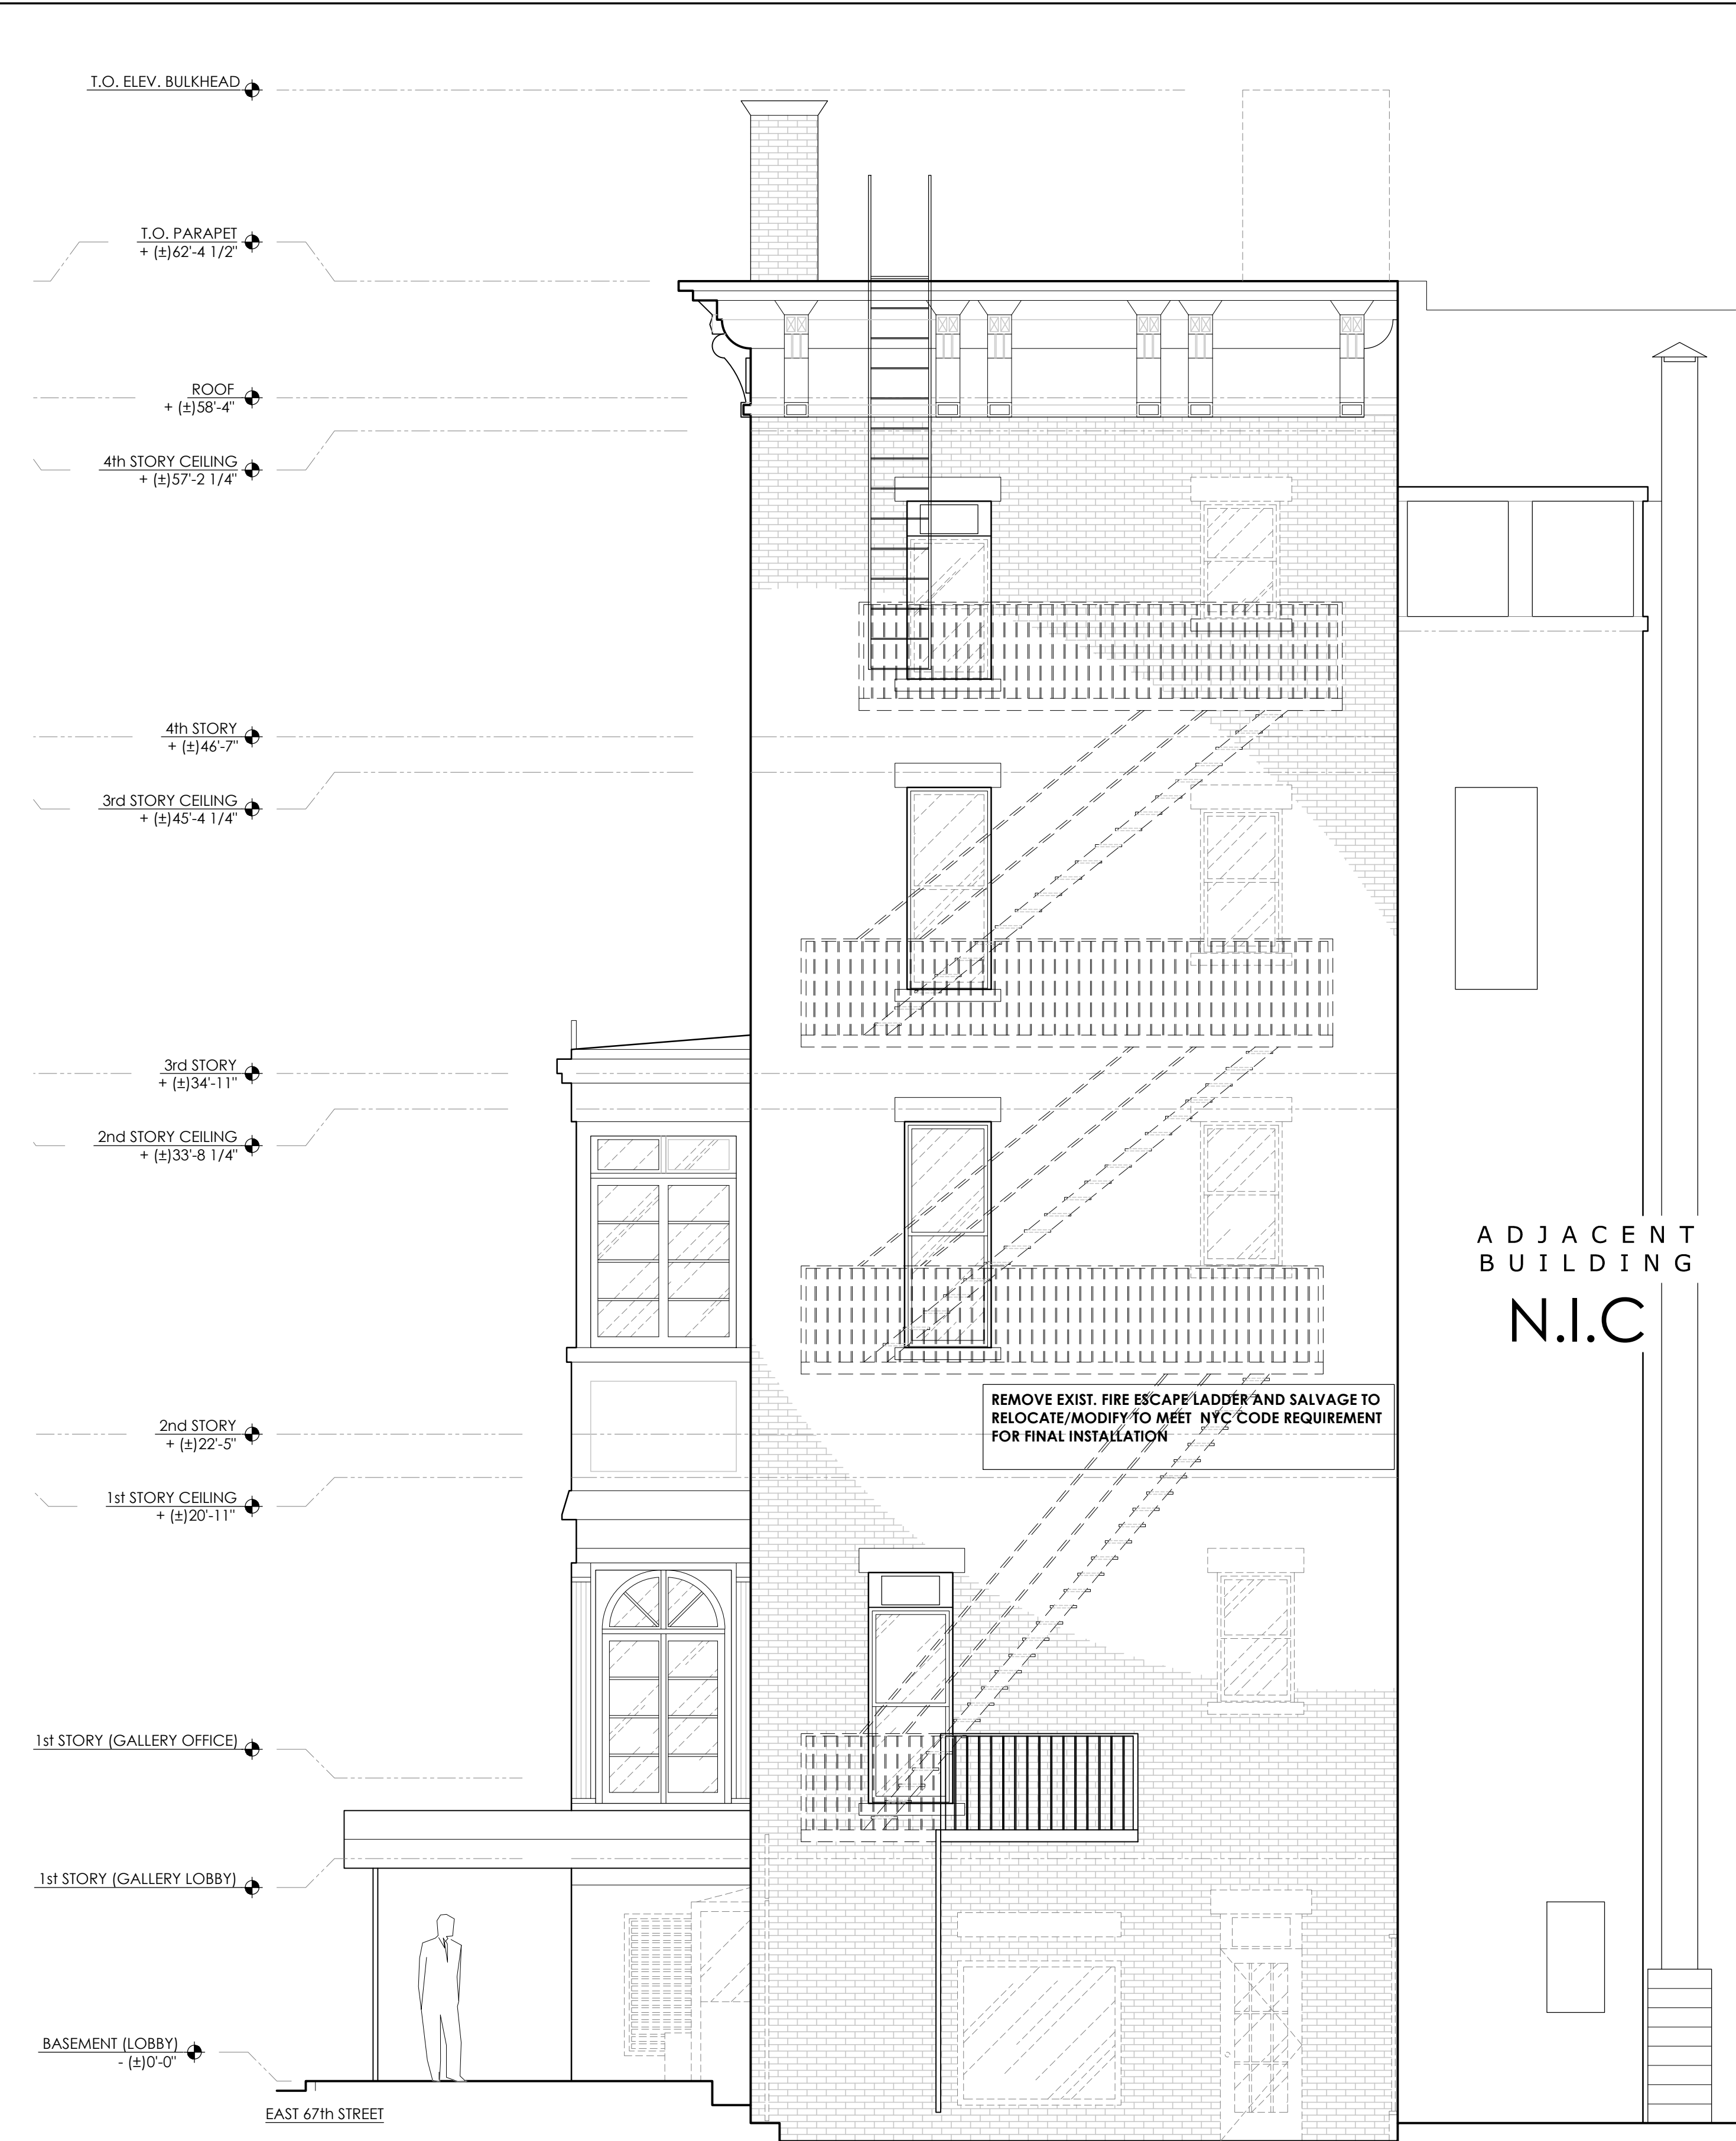 T.O. ELEV. BULKHEAD
T.O. PARAPET
+ (±)62'-4 1/2"
ROOF
+ (±)58'-4"
4th STORY CEILING
+ (±)57'-2 1/4"
4th STORY
+ (±)46'-7"
3rd STORY CEILING
+ (±)45'-4 1/4"
3rd STORY
+ (±)34'-11"
2nd STORY CEILING
+ (±)33'-8 1/4"
ADJACENT
BUILDING
N.I.C
REMOVE EXIST. FIRE ESCAPE LADDER AND SALVAGE TO
RELOCATE/MODIFY TO MEET NYC CODE REQUIREMENT
FOR FINAL INSTALLATION
2nd STORY
+ (±)22'-5"
1st STORY CEILING
+ (±)20'-11"
1st STORY (GALLERY OFFICE)
1st STORY (GALLERY LOBBY)
BASEMENT (LOBBY)
- (±)0'-0"
EAST 67th STREET